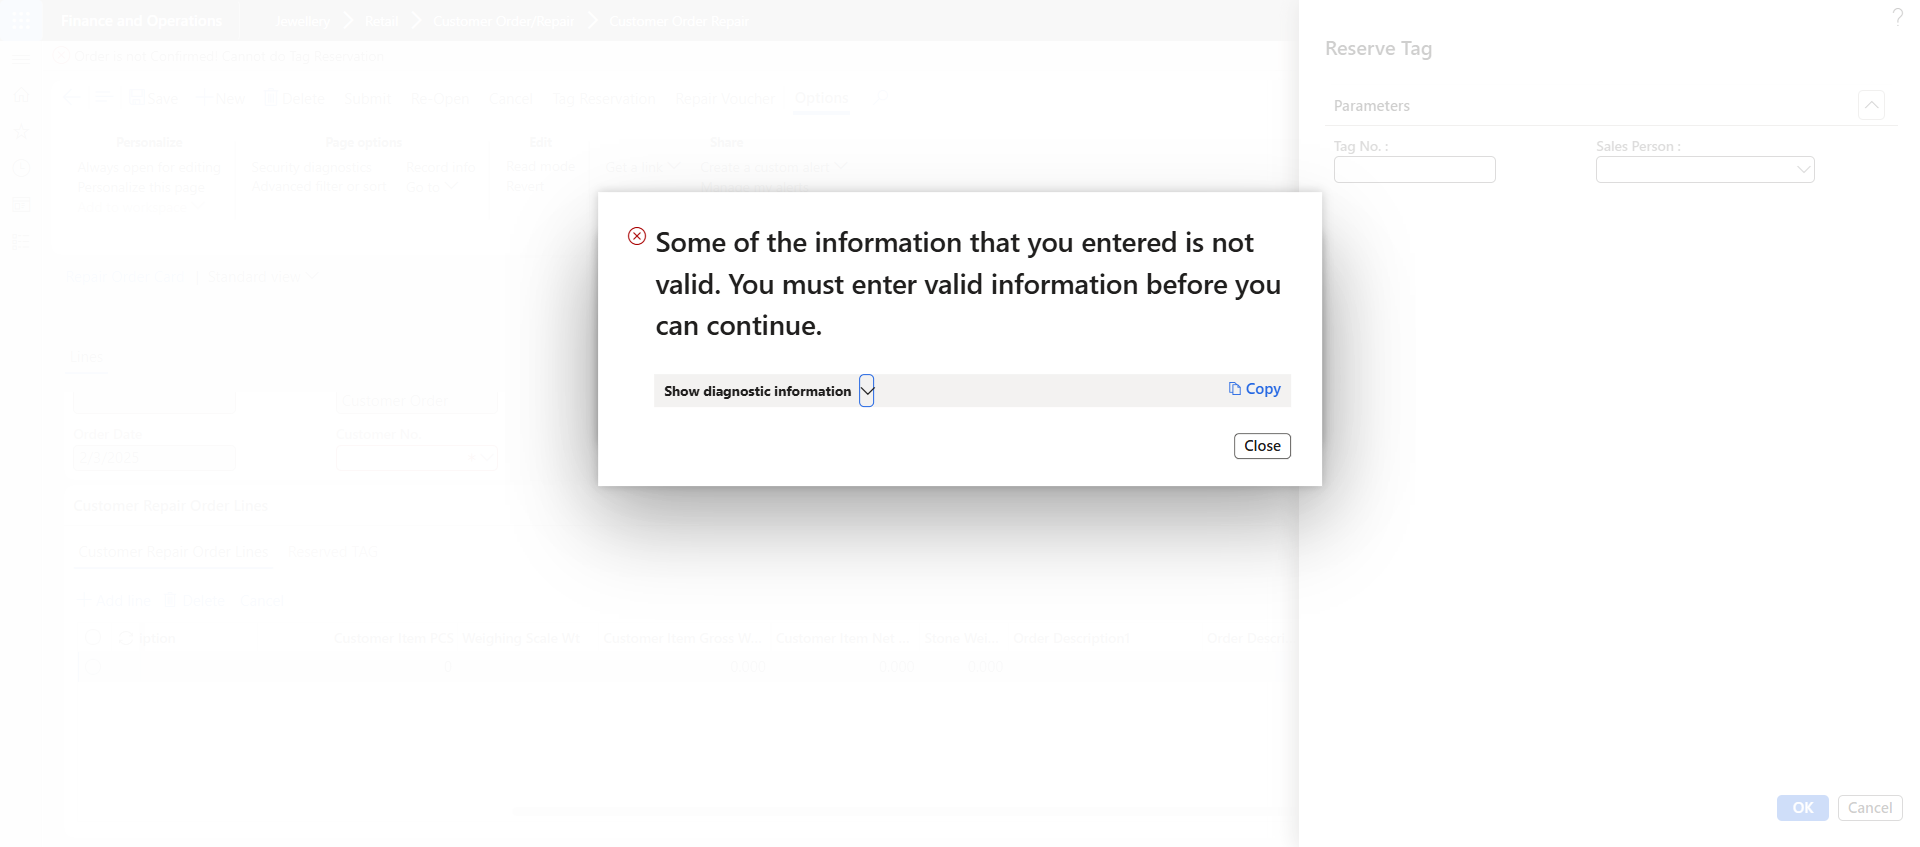 Finance and Operations
Jewellery
Retail
Customer Order/Repair
Customer Order Repair
?
Order is not Confirmed! Cannot do Tag Reservation
Reserve Tag
Save
New
Delete
Submit
Re-Open
Cancel
Tag Reservation
Repair Voucher
Options
Parameters
Personalize
Page options
Edit
Share
Always open for editing
Security diagnostics
Record info
Read mode
Get a link
Create a custom alert
Personalize this page
Advanced filter or sort
Go to
Revert
Manage my alerts
Tag No. :
Sales Person :
Some of the information that you entered is not
valid. You must enter valid information before you
can continue.
Standard view
Lines
Show diagnostic information
Copy
Customer Order
Order Date
Customer No.
Close
Customer Repair Order Lines
Customer Repair Order Lines
Reserved TAG
Add line
Delete
Cancel
Customer Item PCS
Weighing Scale Wt
Customer Item Gross W...
Customer Item Net ...
Stone Wei...
Order Description1
Order Descri
0
0.000
0.000
0.000
OK
Cancel